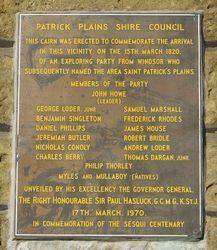 PATRICK PLAINS SHIRE COUNCIL
THIS CAIRN WAS ERECTED TO COMMEMORATE THE ARRIVAL
IN THIS VICINITY ON THE 15TH MARCH 1820.
OF AN EXPLORING PARTY FROM WINDSOR WHO
SUBSEQUENTLY NAMED THE AREA SAINT PATRICK'S PLAINS.
MEMBERS OF THE PARTY
JOHN HOWE
(LEADER)
GEORGE LODER, JUNR SAMUEL MARSHALL
BENJAMIN SINGLETON FREDERICK RHODES
DANIEL PHILLIPS JAMES HOUSE
JEREMIAH BUTLER ROBERT BRIDLE
NICHOLAS CONOLY ANDREW LODER
CHARLES BERRY THOMAS DARGAN JUNR.
PHILIP THORLEY
MYLES AND MULLABOY (NATIVES)
UNVEILED BY HIS EXCELLENCY THE GOVERNOR GENERAL,
THE RIGHT HONOURABLE SIR PAUL HASLUCK, G.C.M.G., K.ST.J.
17TH. MARCH, 1970.
IN COMMEMORATION OF THE SESQUI CENTENARY